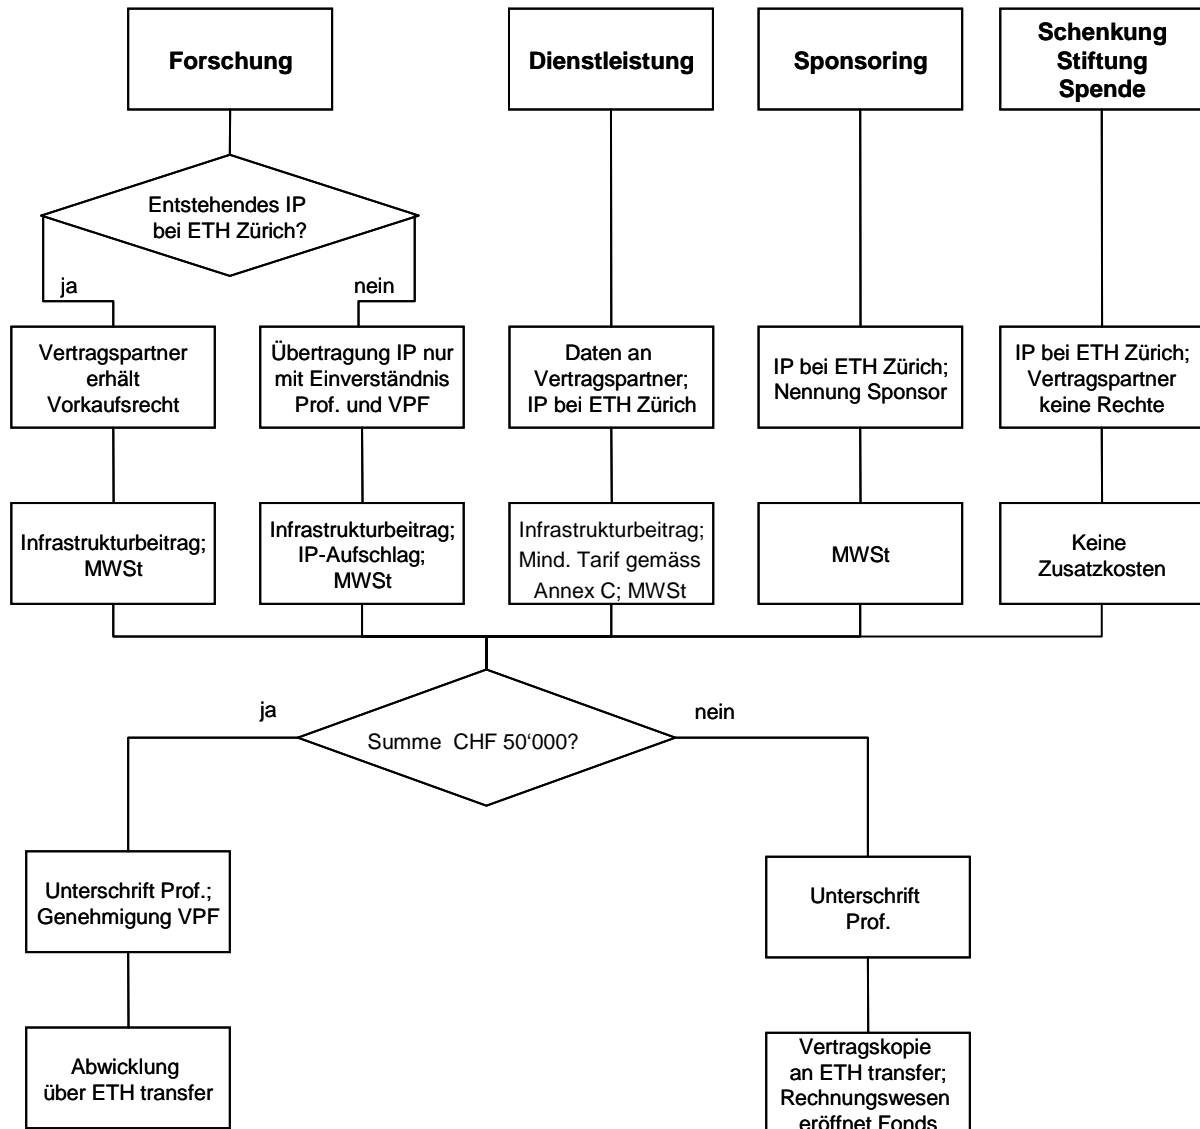 Forschung
Dienstleistung
Sponsoring
Schenkung
Stiftung
Spende
Entstehendes IP
bei ETH Zürich?
ja
nein
Vertragspartner
erhält
Vorkaufsrecht
Übertragung IP nur
mit Einverständnis
Prof. und VPF
Daten an
Vertragspartner;
IP bei ETH Zürich
IP bei ETH Zürich;
Nennung Sponsor
IP bei ETH Zürich;
Vertragspartner
keine Rechte
Infrastrukturbeitrag;
MWSt
Infrastrukturbeitrag;
IP-Aufschlag;
MWSt
Infrastrukturbeitrag;
Mind. Tarif gemäss
Annex C; MWSt
MWSt
Keine
Zusatzkosten
ja
nein
Summe CHF 50‘000?
Unterschrift Prof.;
Genehmigung VPF
Unterschrift
Prof.
Abwicklung
über ETH transfer
Vertragskopie
an ETH transfer;
Rechnungswesen
eröffnet Fonds